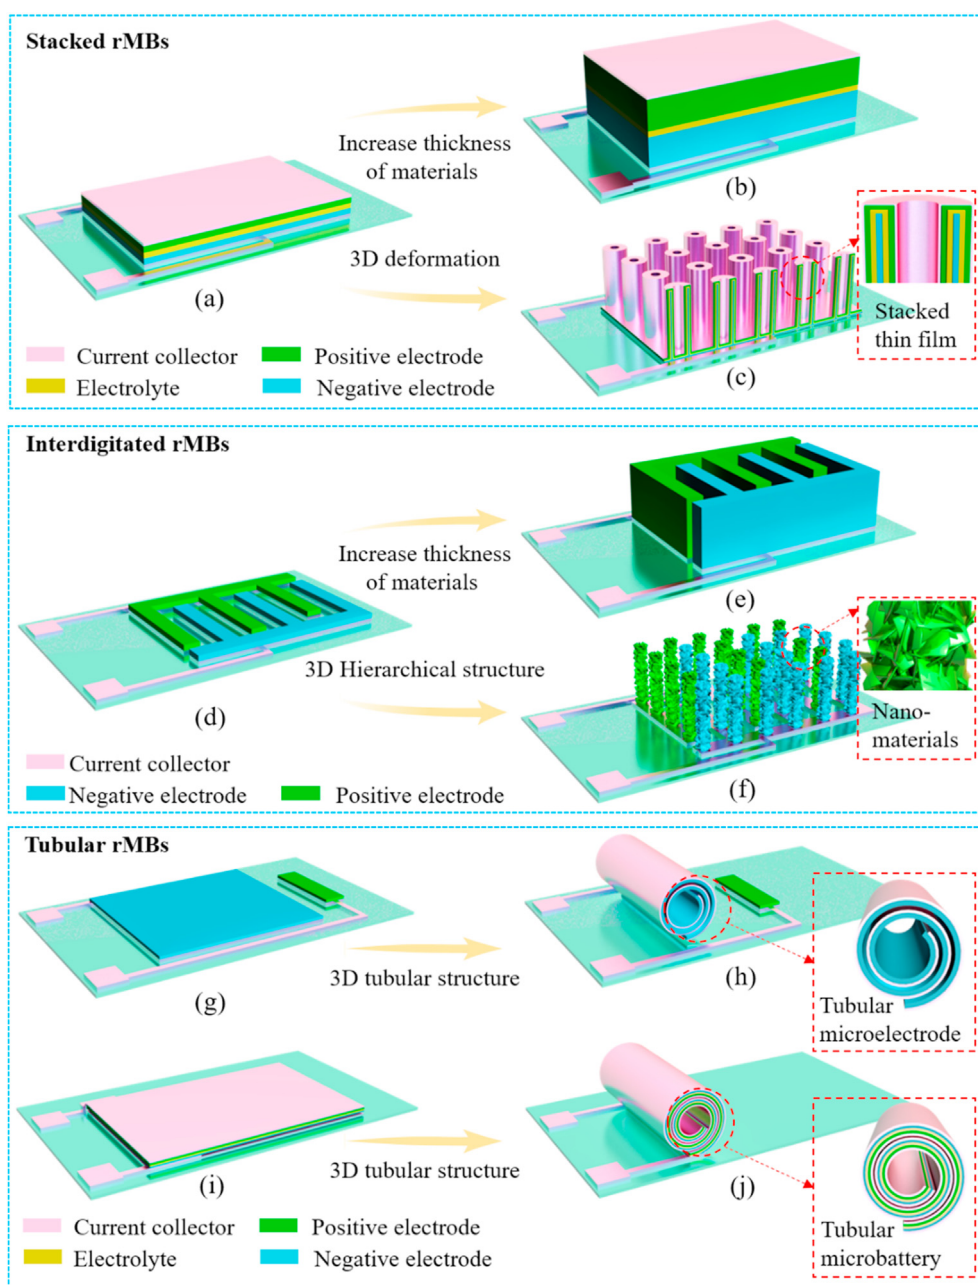 Stacked rMBs
Increase thickness
of materials
(b)
3D deformation
(a)
Stacked
thin film
(c)
Current collector
Positive electrode
Electrolyte
Negative electrode
Interdigitated rMBs
Increase thickness
of materials
(e)
3D Hierarchical structure
(d)
Nano-
materials
(f)
Current collector
Negative electrode
Positive electrode
Tubular rMBs
3D tubular structure
(g)
(h)
Tubular
microelectrode
3D tubular structure
(i)
(j)
Tubular
microbattery
Current collector
Positive electrode
Electrolyte
Negative electrode